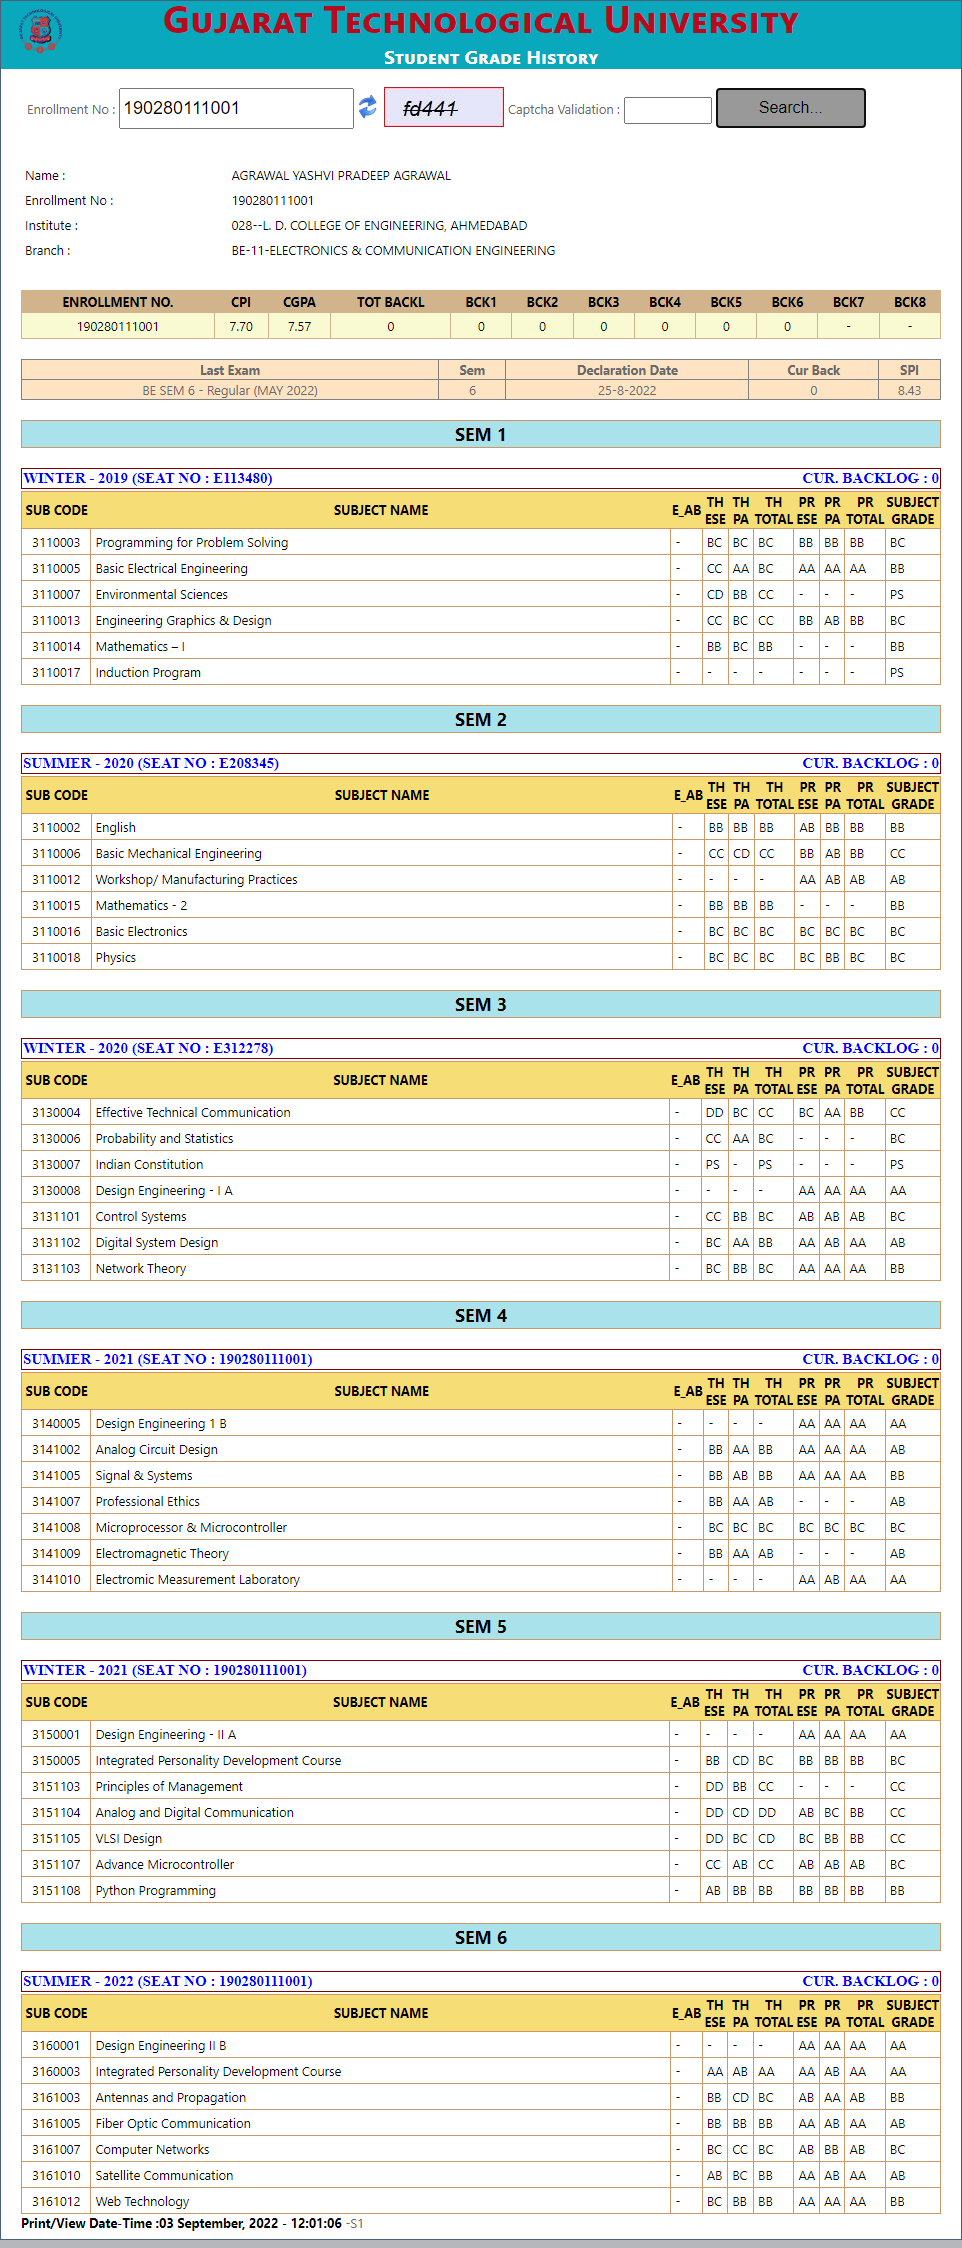 Gujarat Technological University
Student Grade History
Enrollment No : 190280111001 fd441 Captcha Validation : Search...
Name : AGRAWAL YASHVI PRADEEP AGRAWAL
Enrollment No : 190280111001
Institute : 028--L. D. COLLEGE OF ENGINEERING, AHMEDABAD
Branch : BE-11-ELECTRONICS & COMMUNICATION ENGINEERING
ENROLLMENT NO. CPI CGPA TOT BACKL BCK1 BCK2 BCK3 BCK4 BCK5 BCK6 BCK7 BCK8
190280111001 7.70 7.57 0 0 0 0 0 0 0 - -
Last Exam Sem Declaration Date Cur Back SPI
BE SEM 6 - Regular (MAY 2022) 6 25-8-2022 0 8.43
SEM 1
WINTER - 2019 (SEAT NO : E113480) CUR. BACKLOG : 0
SUB CODE SUBJECT NAME E_AB TH ESE TH PA TH TOTAL PR ESE PR PA PR TOTAL SUBJECT GRADE
3110003 Programming for Problem Solving - BC BC BC BB BB BB BC
3110005 Basic Electrical Engineering - CC AA BC AA AA AA BB
3110007 Environmental Sciences - CD BB CC - - - PS
3110013 Engineering Graphics & Design - CC BC CC BB AB BB BC
3110014 Mathematics – I - BB BC BB - - - BB
3110017 Induction Program - - - - - - - PS
SEM 2
SUMMER - 2020 (SEAT NO : E208345) CUR. BACKLOG : 0
SUB CODE SUBJECT NAME E_AB TH ESE TH PA TH TOTAL PR ESE PR PA PR TOTAL SUBJECT GRADE
3110002 English - BB BB BB AB BB BB BB
3110006 Basic Mechanical Engineering - CC CD CC BB AB BB CC
3110012 Workshop/ Manufacturing Practices - - - - AA AB AB AB
3110015 Mathematics - 2 - BB BB BB - - - BB
3110016 Basic Electronics - BC BC BC BC BC BC BC
3110018 Physics - BC BC BC BC BB BC BC
SEM 3
WINTER - 2020 (SEAT NO : E312278) CUR. BACKLOG : 0
SUB CODE SUBJECT NAME E_AB TH ESE TH PA TH TOTAL PR ESE PR PA PR TOTAL SUBJECT GRADE
3130004 Effective Technical Communication - DD BC CC BC AA BB CC
3130006 Probability and Statistics - CC AA BC - - - BC
3130007 Indian Constitution - PS - PS - - - PS
3130008 Design Engineering - I A - - - - AA AA AA AA
3131101 Control Systems - CC BB BC AB AB AB BC
3131102 Digital System Design - BC AA BB AA AB AA AB
3131103 Network Theory - BC BB BC AA AA AA BB
SEM 4
SUMMER - 2021 (SEAT NO : 190280111001) CUR. BACKLOG : 0
SUB CODE SUBJECT NAME E_AB TH ESE TH PA TH TOTAL PR ESE PR PA PR TOTAL SUBJECT GRADE
3140005 Design Engineering 1 B - - - - AA AA AA AA
3141002 Analog Circuit Design - BB AA BB AA AA AA AB
3141005 Signal & Systems - BB AB BB AA AA AA BB
3141007 Professional Ethics - BB AA AB - - - AB
3141008 Microprocessor & Microcontroller - BC BC BC BC BC BC BC
3141009 Electromagnetic Theory - BB AA AB - - - AB
3141010 Electromic Measurement Laboratory - - - - AA AB AA AA
SEM 5
WINTER - 2021 (SEAT NO : 190280111001) CUR. BACKLOG : 0
SUB CODE SUBJECT NAME E_AB TH ESE TH PA TH TOTAL PR ESE PR PA PR TOTAL SUBJECT GRADE
3150001 Design Engineering - II A - - - - AA AA AA AA
3150005 Integrated Personality Development Course - BB CD BC BB BB BB BC
3151103 Principles of Management - DD BB CC - - - CC
3151104 Analog and Digital Communication - DD CD DD AB BC BB CC
3151105 VLSI Design - DD BC CD BC BB BB CC
3151107 Advance Microcontroller - CC AB CC AB AB AB BC
3151108 Python Programming - AB BB BB BB BB BB BB
SEM 6
SUMMER - 2022 (SEAT NO : 190280111001) CUR. BACKLOG : 0
SUB CODE SUBJECT NAME E_AB TH ESE TH PA TH TOTAL PR ESE PR PA PR TOTAL SUBJECT GRADE
3160001 Design Engineering II B - - - - AA AA AA AA
3160003 Integrated Personality Development Course - AA AB AA AA AB AA AA
3161003 Antennas and Propagation - BB CD BC AB AA AB BB
3161005 Fiber Optic Communication - BB BB BB AA AB AA AB
3161007 Computer Networks - BC CC BC AB BB AB BC
3161010 Satellite Communication - AB BC BB AA AB AA AB
3161012 Web Technology - BC BB BB AA AA AA BB
Print/View Date-Time :03 September, 2022 - 12:01:06 -S1